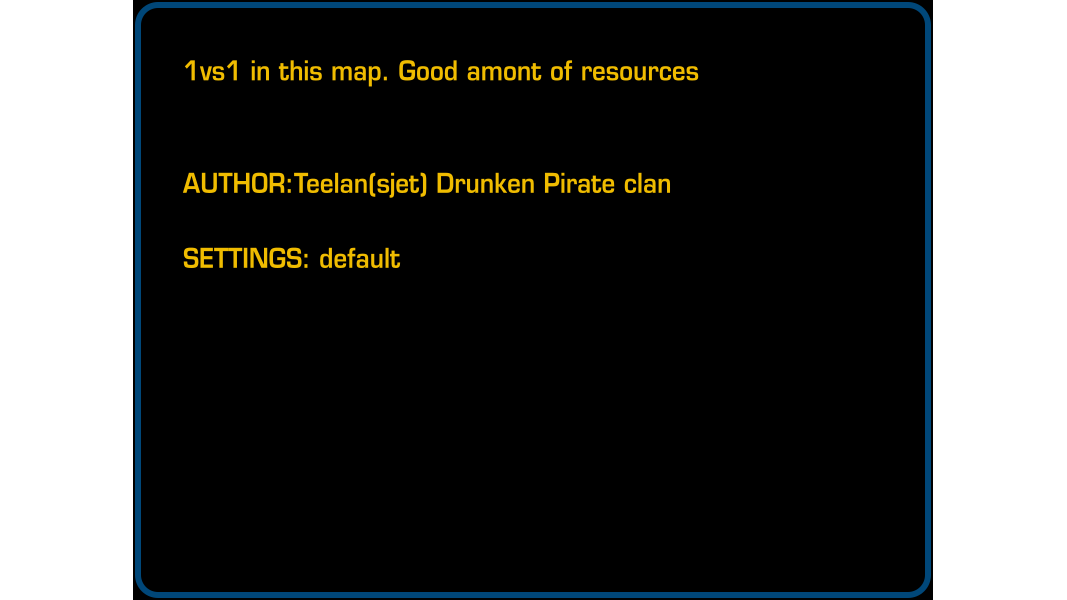 1vs1 in this map. Good amont of resources
AUTHOR:Teelan(sjet) Drunken Pirate clan
SETTINGS: default